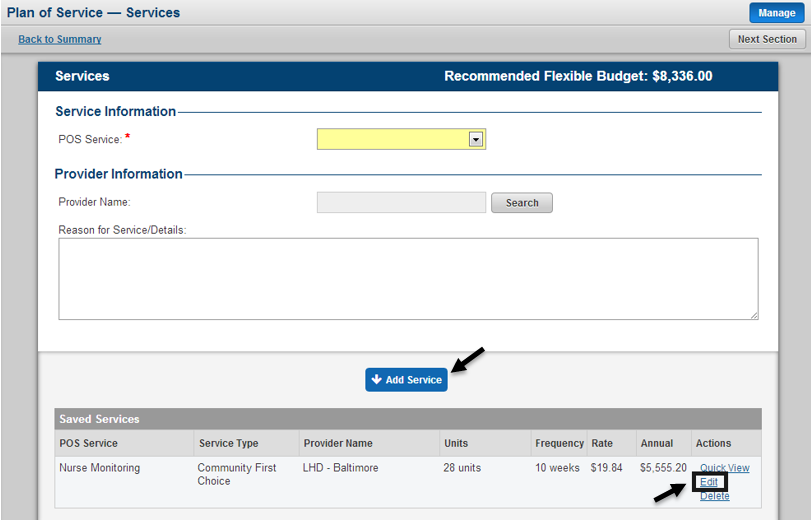 Plan of Service — Services
Manage
Back to Summary
Next Section
Services
Recommended Flexible Budget: $8,336.00
Service Information
POS Service: *
Provider Information
Provider Name:
Search
Reason for Service/Details:
Add Service
Saved Services
POS Service Service Type Provider Name Units Frequency Rate Annual Actions
Nurse Monitoring Community First LHD - Baltimore 28 units 10 weeks $19.84 $5,555.20 Quick View
Choice Edit
Delete